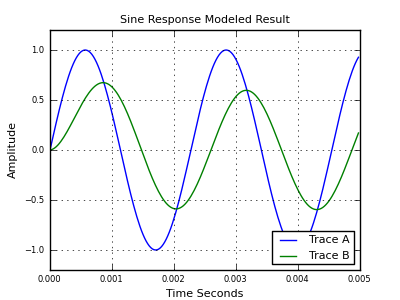 Sine Response Modeled Result
Amplitude
1.0
0.5
0.0
−0.5
−1.0
0.000 0.001 0.002 0.003 0.004 0.005
Time Seconds
Trace A
Trace B